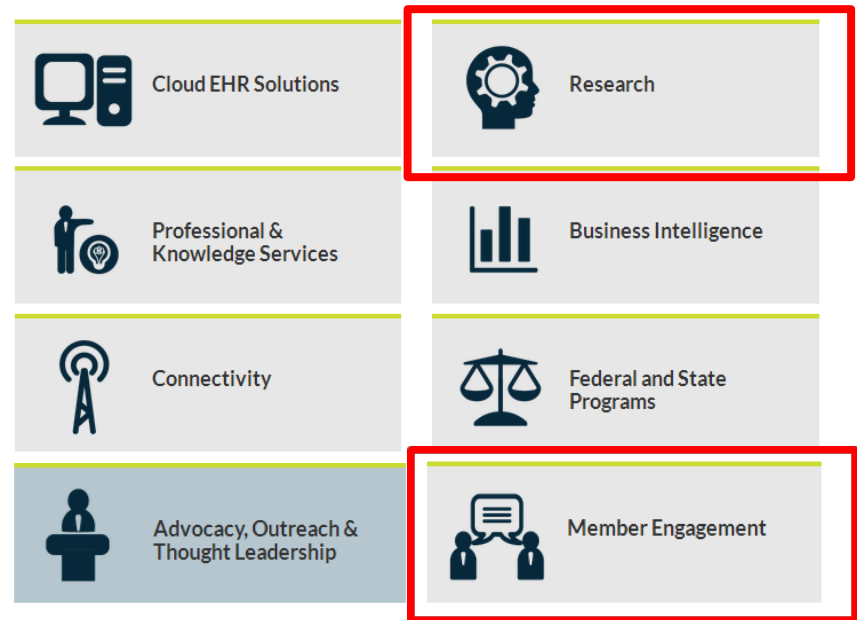 Cloud EHR Solutions
Research
Professional &
Knowledge Services
Business Intelligence
Connectivity
Federal and State
Programs
Advocacy, Outreach &
Thought Leadership
Member Engagement